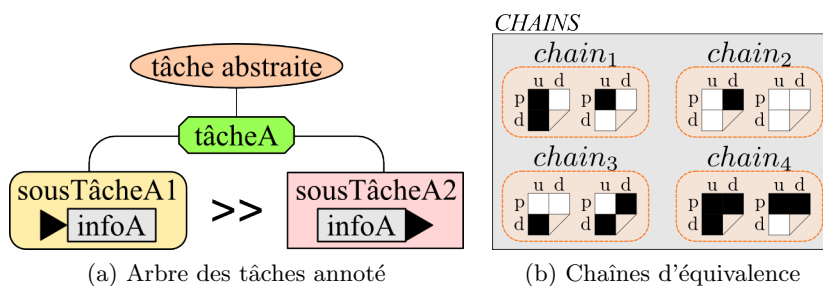 tâche abstraite
tâcheA
sousTâcheA1
infoA
>>
sousTâcheA2
infoA
(a) Arbre des tâches annoté
CHAINS
chain1
u d
p
d
u d
chain2
u d
p
d
u d
chain3
u d
p
d
u d
chain4
u d
p
d
u d
(b) Chaînes d'équivalence